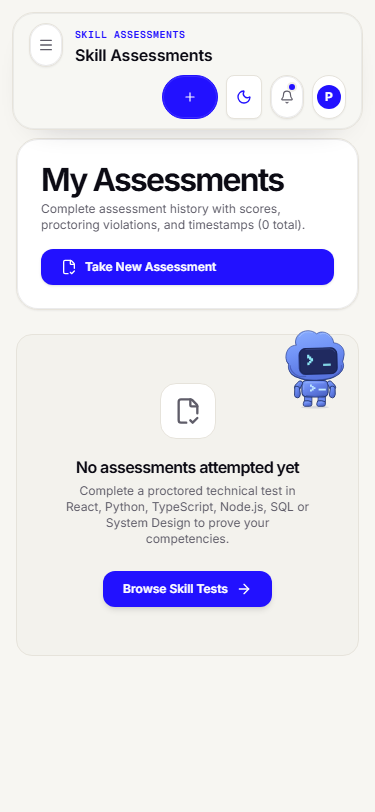 SKILL ASSESSMENTS
Skill Assessments
P
My Assessments
Complete assessment history with scores,
proctoring violations, and timestamps (0 total).
Take New Assessment
No assessments attempted yet
Complete a proctored technical test in
React, Python, TypeScript, Node.js, SQL or
System Design to prove your
competencies.
Browse Skill Tests